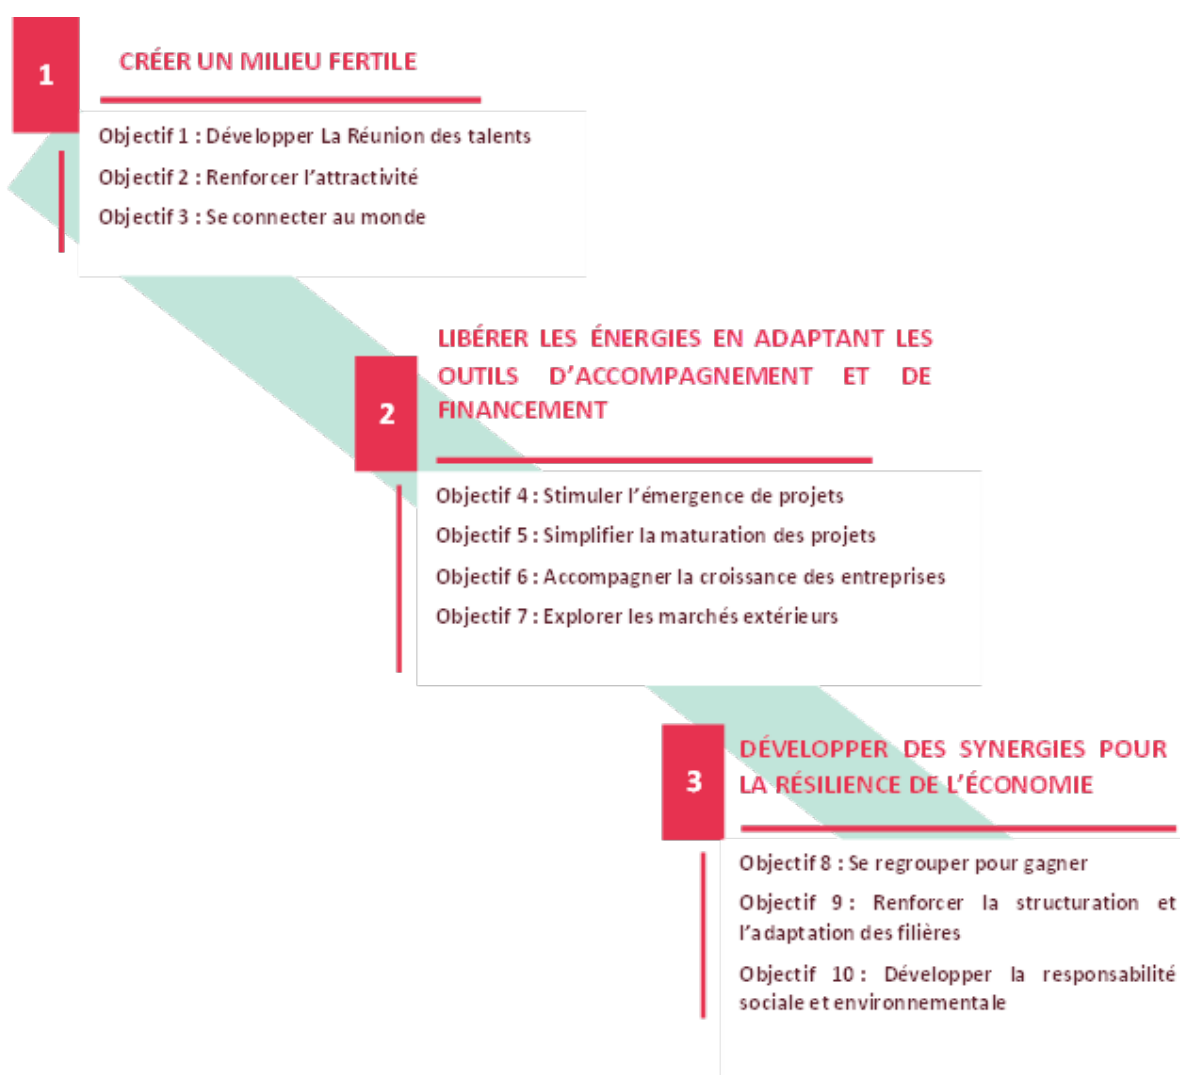 1
CRÉER UN MILIEU FERTILE
Objectif 1 : Développer La Réunion des talents
Objectif 2 : Renforcer l’attractivité
Objectif 3 : Se connecter au monde
2
LIBÉRER LES ÉNERGIES EN ADAPTANT LES
OUTILS D’ACCOMPAGNEMENT ET DE
FINANCEMENT
Objectif 4 : Stimuler l’émergence de projets
Objectif 5 : Simplifier la maturation des projets
Objectif 6 : Accompagner la croissance des entreprises
Objectif 7 : Explorer les marchés extérieurs
3
DÉVELOPPER DES SYNERGIES POUR
LA RÉSILIENCE DE L’ÉCONOMIE
Objectif 8 : Se regrouper pour gagner
Objectif 9 : Renforcer la structuration et
l’adaptation des filières
Objectif 10 : Développer la responsabilité
sociale et environnementale